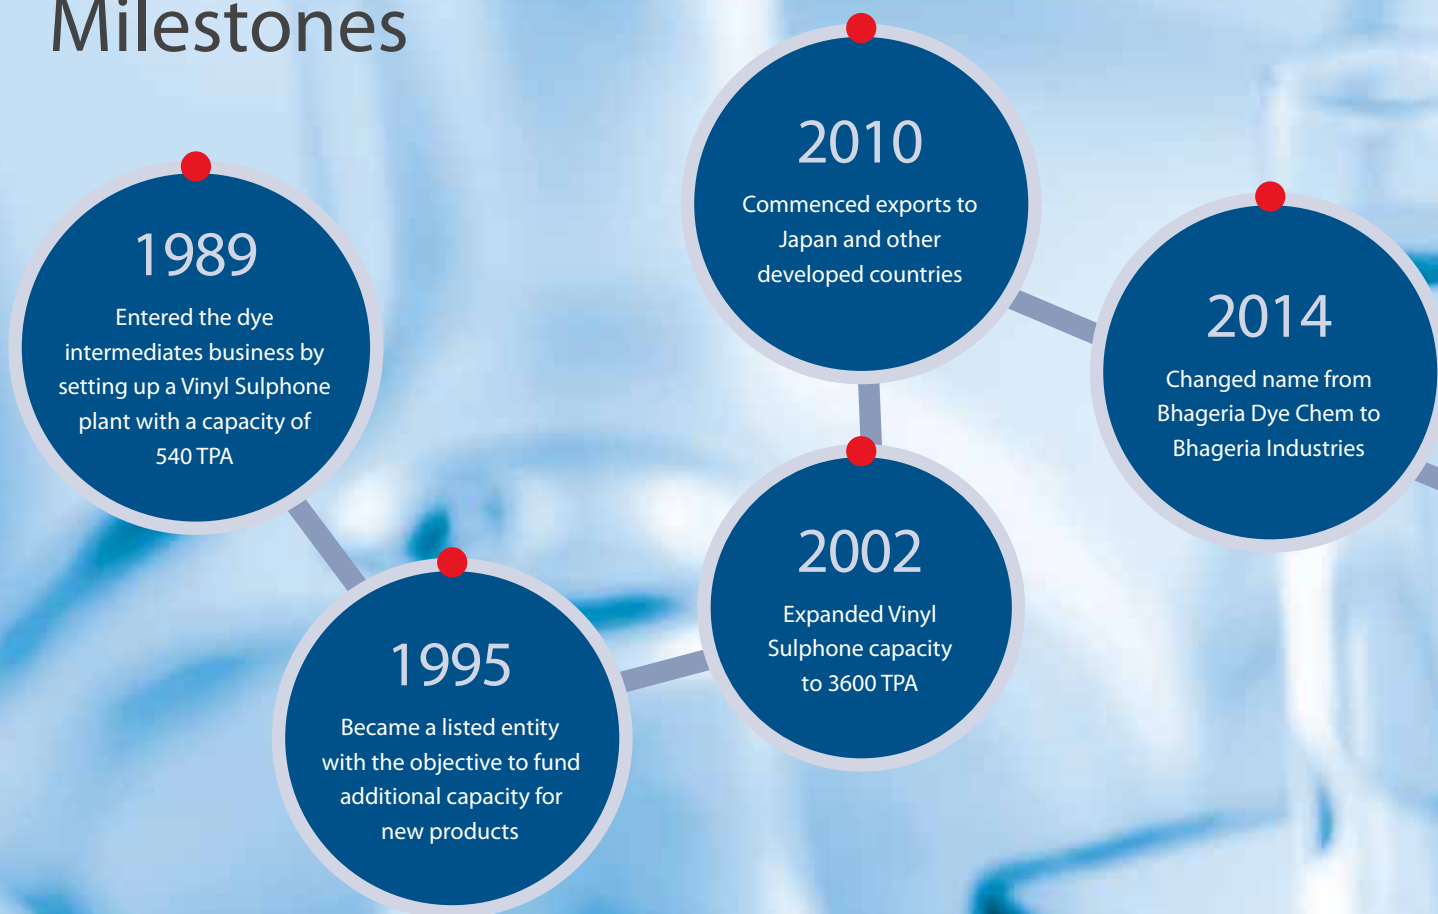 Milestones
1989
Entered the dye
intermediates business by
setting up a Vinyl Sulphone
plant with a capacity of
540 TPA
1995
Became a listed entity
with the objective to fund
additional capacity for
new products
2002
Expanded Vinyl
Sulphone capacity
to 3600 TPA
2010
Commenced exports to
Japan and other
developed countries
2014
Changed name from
Bhageria Dye Chem to
Bhageria Industries